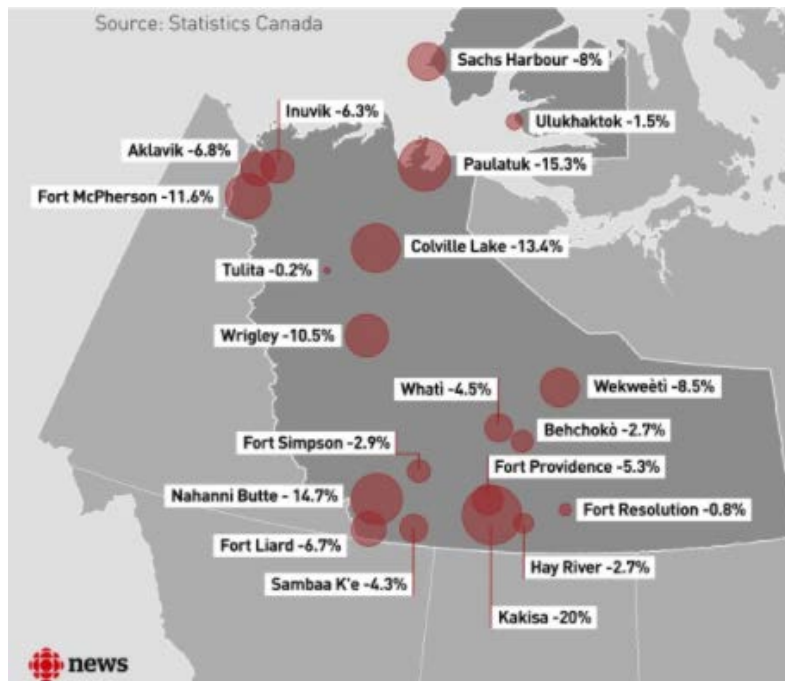 Source: Statistics Canada
Sachs Harbour -8%
Inuvik -6.3%
Ulukhaktok -1.5%
Aklavik -6.8%
Paulatuk -15.3%
Fort McPherson -11.6%
Colville Lake -13.4%
Tulita -0.2%
Wrigley -10.5%
Whatì -4.5%
Wekweètì -8.5%
Behchokò -2.7%
Fort Simpson -2.9%
Fort Providence -5.3%
Nahanni Butte - 14.7%
Fort Resolution -0.8%
Fort Liard -6.7%
Hay River -2.7%
Sambaa K'e -4.3%
Kakisa -20%
news